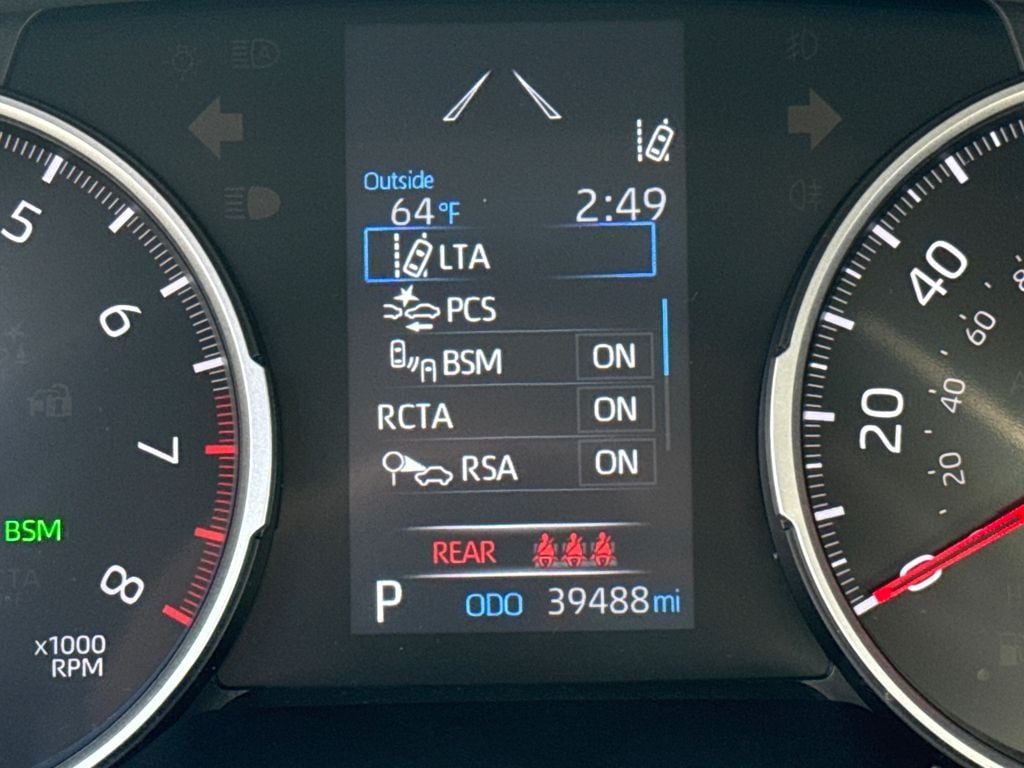 Outside
64°F 2:49
LTA
PCS
BSM ON
RCTA ON
RSA ON
REAR
P ODO 39488 mi
5
6
7
8
BSM
x1000
RPM
40
20
0
60
40
20